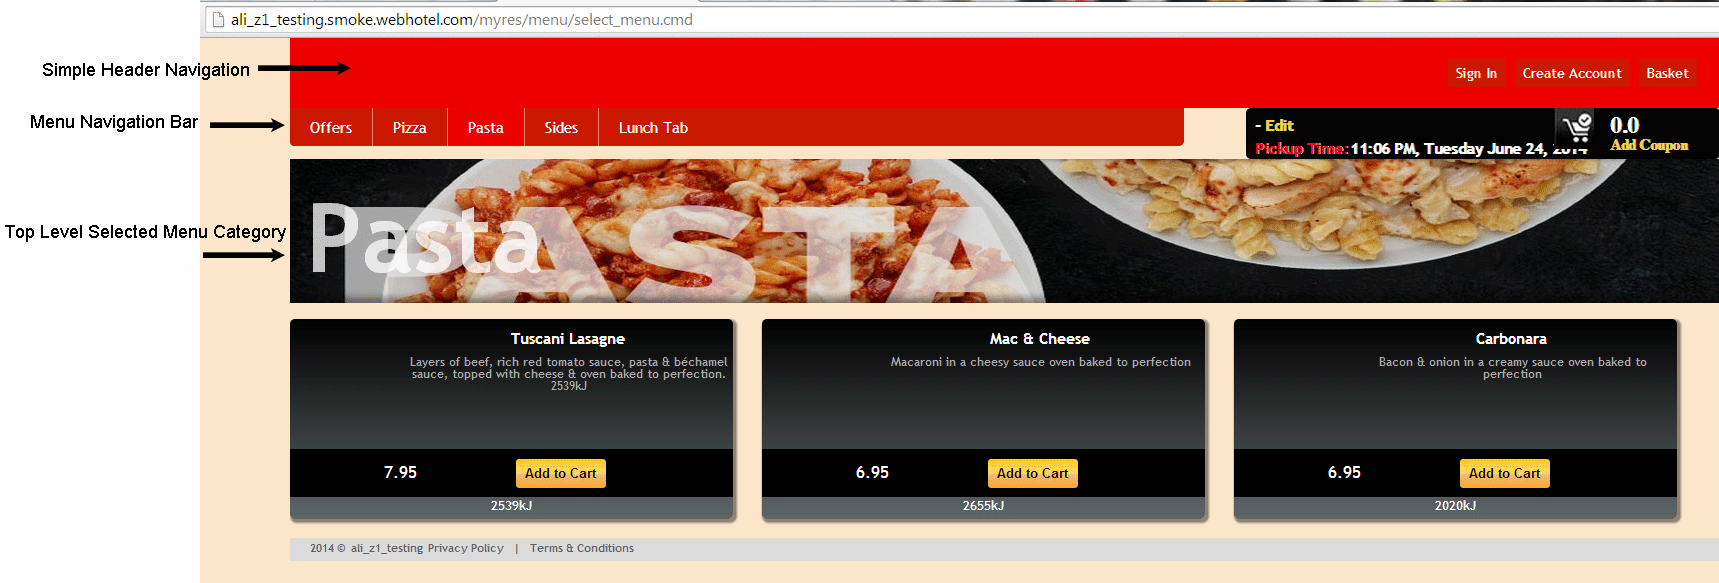 ali_z1_testing.smoke.webhotel.com/myres/menu/select_menu.cmd
Simple Header Navigation
Sign In Create Account Basket
Menu Navigation Bar
Offers Pizza Pasta Sides Lunch Tab
- Edit
Pickup Time: 11:06 PM, Tuesday June 24, 2014
0.0
Add Coupon
Top Level Selected Menu Category
Pasta
PASTA
Tuscani Lasagne
Layers of beef, rich red tomato sauce, pasta & béchamel
sauce, topped with cheese & oven baked to perfection.
2539kJ
7.95 Add to Cart
2539kJ
Mac & Cheese
Macaroni in a cheesy sauce oven baked to perfection
6.95 Add to Cart
2655kJ
Carbonara
Bacon & onion in a creamy sauce oven baked to
perfection
6.95 Add to Cart
2020kJ
2014 © ali_z1_testing Privacy Policy | Terms & Conditions